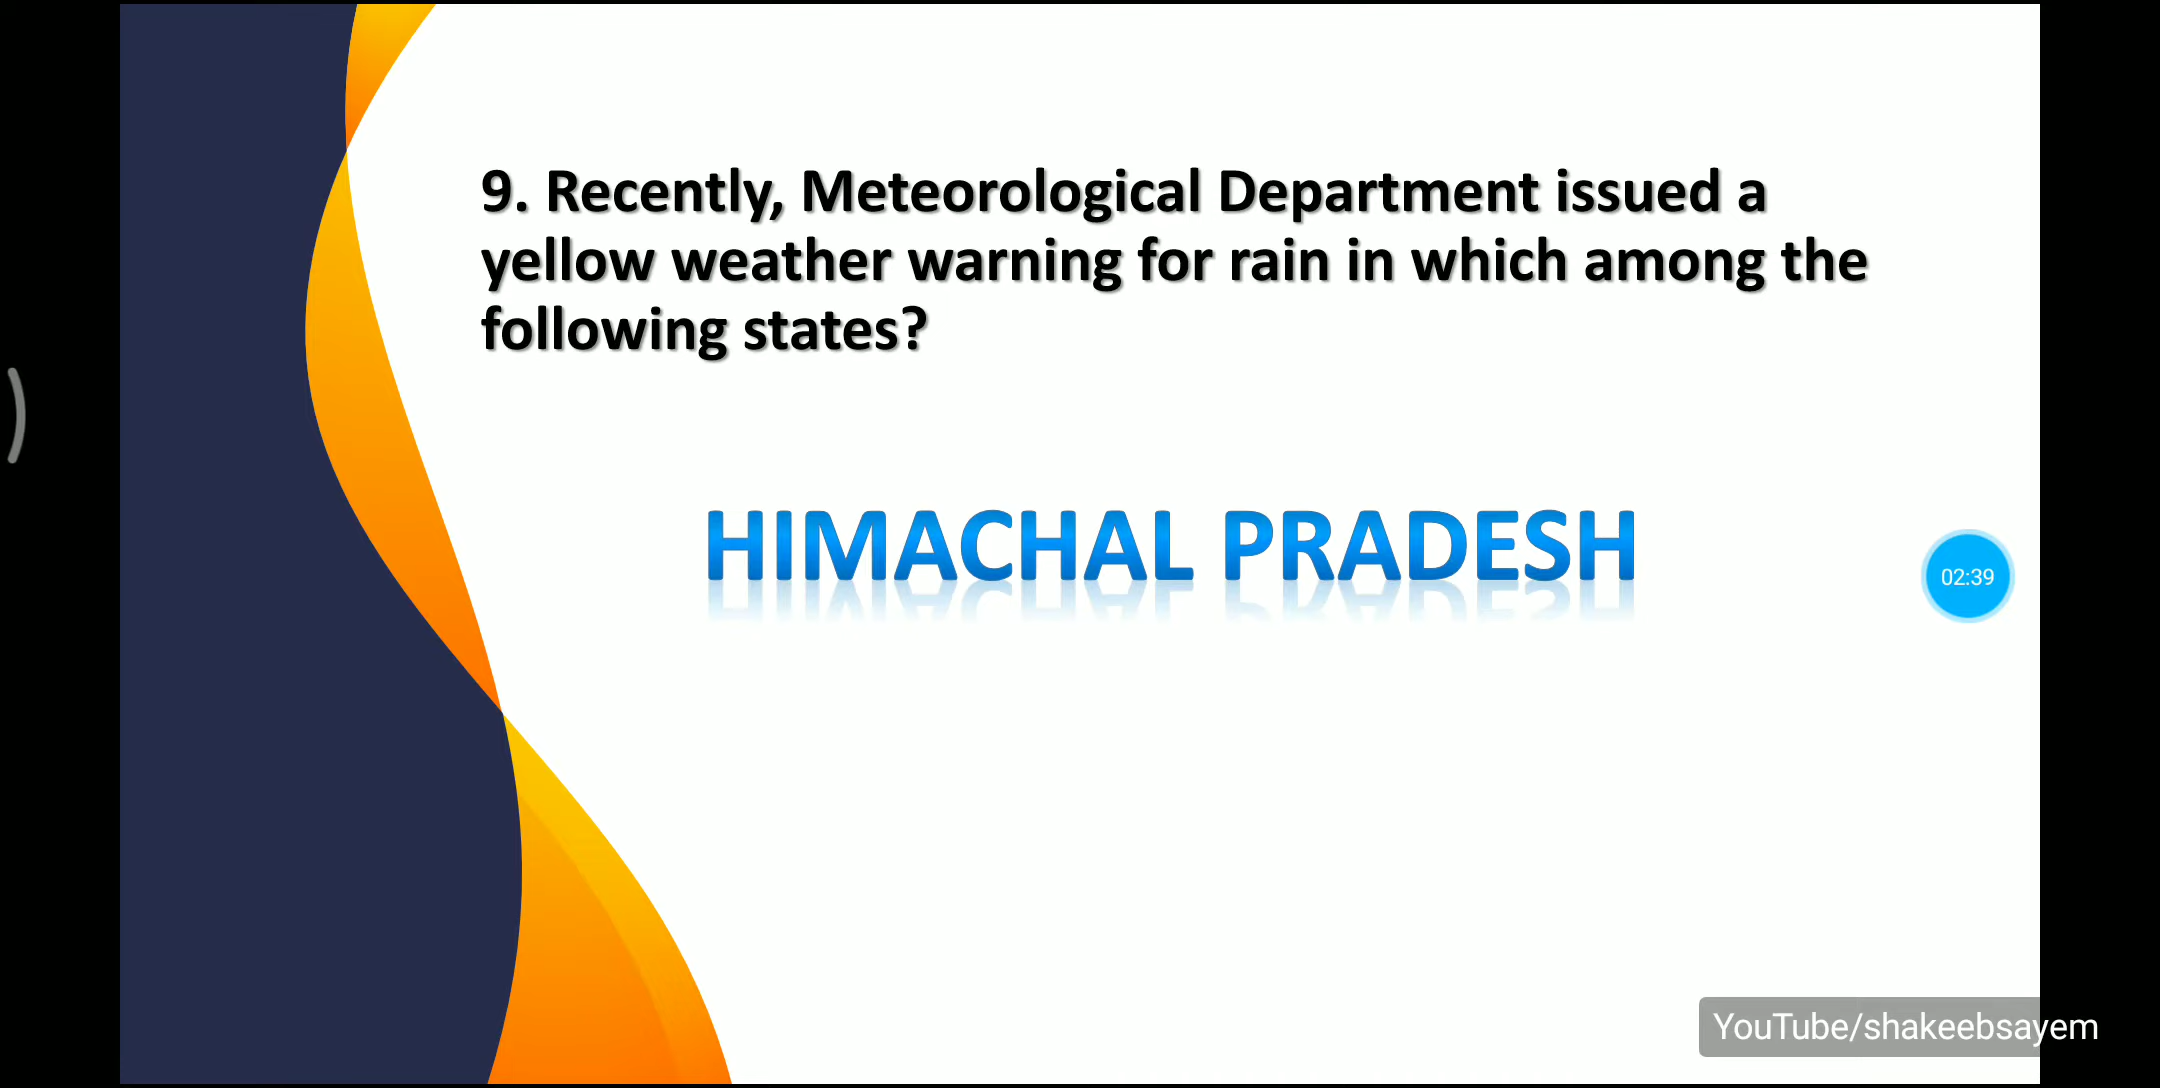 9. Recently, Meteorological Department issued a
yellow weather warning for rain in which among the
following states?
HIMACHAL PRADESH
02:39
YouTube/shakeebsayem